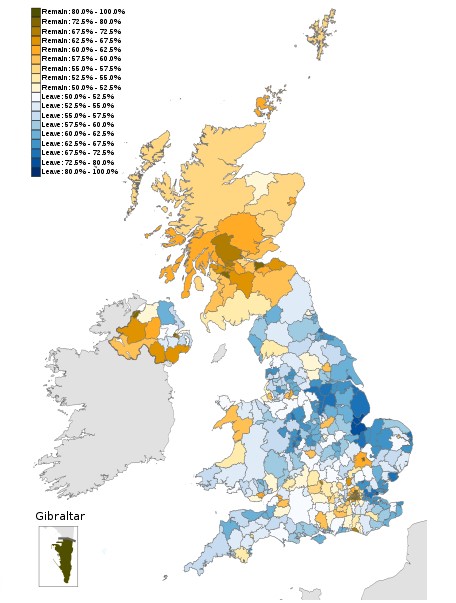 Remain: 80.0% - 100.0%
Remain: 72.5% - 80.0%
Remain: 67.5% - 72.5%
Remain: 62.5% - 67.5%
Remain: 60.0% - 62.5%
Remain: 57.5% - 60.0%
Remain: 55.0% - 57.5%
Remain: 52.5% - 55.0%
Remain: 50.0% - 52.5%
Leave: 50.0% - 52.5%
Leave: 52.5% - 55.0%
Leave: 55.0% - 57.5%
Leave: 57.5% - 60.0%
Leave: 60.0% - 62.5%
Leave: 62.5% - 67.5%
Leave: 67.5% - 72.5%
Leave: 72.5% - 80.0%
Leave: 80.0% - 100.0%
Gibraltar